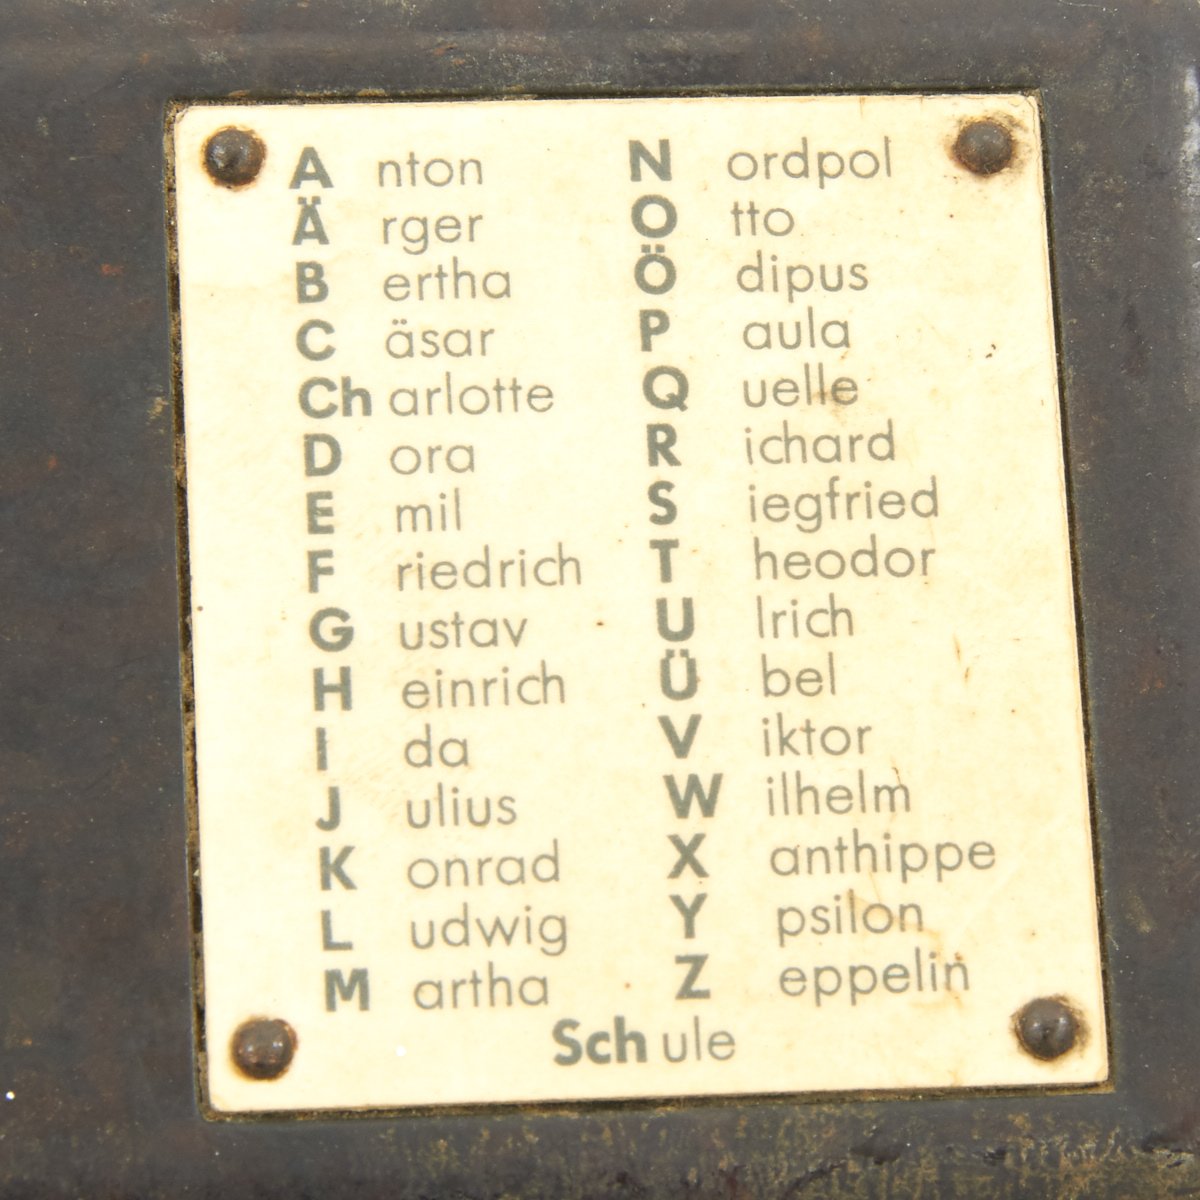 A nton
Ä rger
B ertha
C äsar
Ch arlotte
D ora
E mil
F riedrich
G ustav
H einrich
I da
J ulius
K onrad
L udwig
M artha
N ordpol
O tto
Ö dipus
P aula
Q uelle
R ichard
S iegfried
T heodor
U lrich
Ü bel
V iktor
W ilhelm
X anthippe
Y psilon
Z eppelin
Sch ule